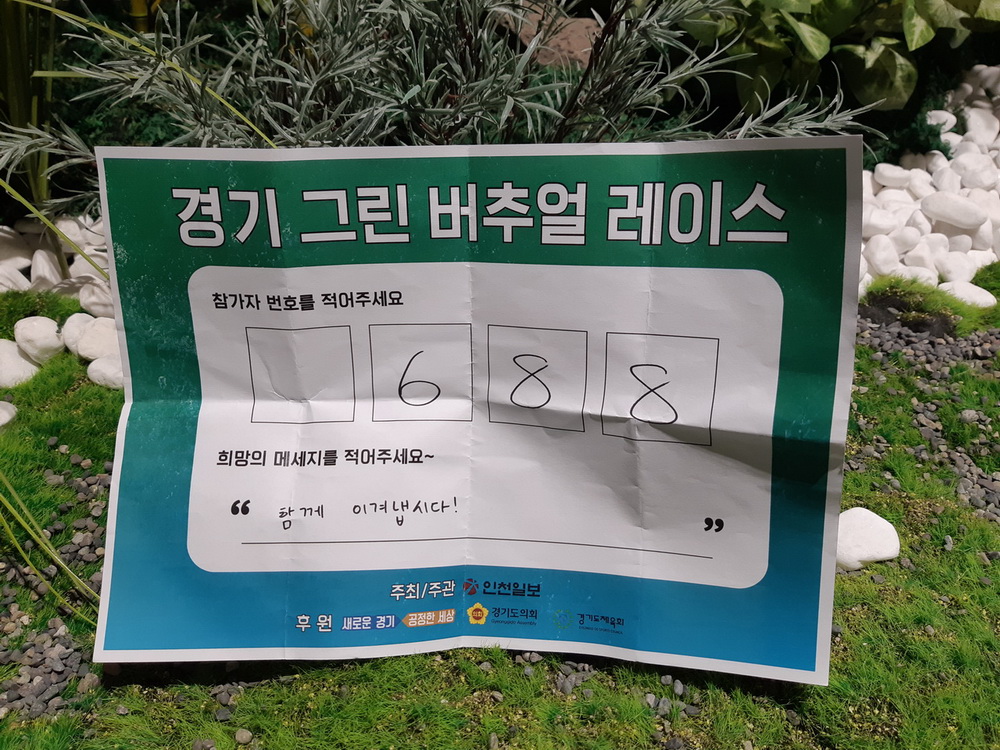 경기 그린 버추얼 레이스
참가자 번호를 적어주세요
6 8 8
희망의 메세지를 적어주세요~
“ 함께 이겨냅시다! ”
주최/주관 인천일보
후원 새로운 경기 공정한 세상 의회 경기도의회 경기도체육회